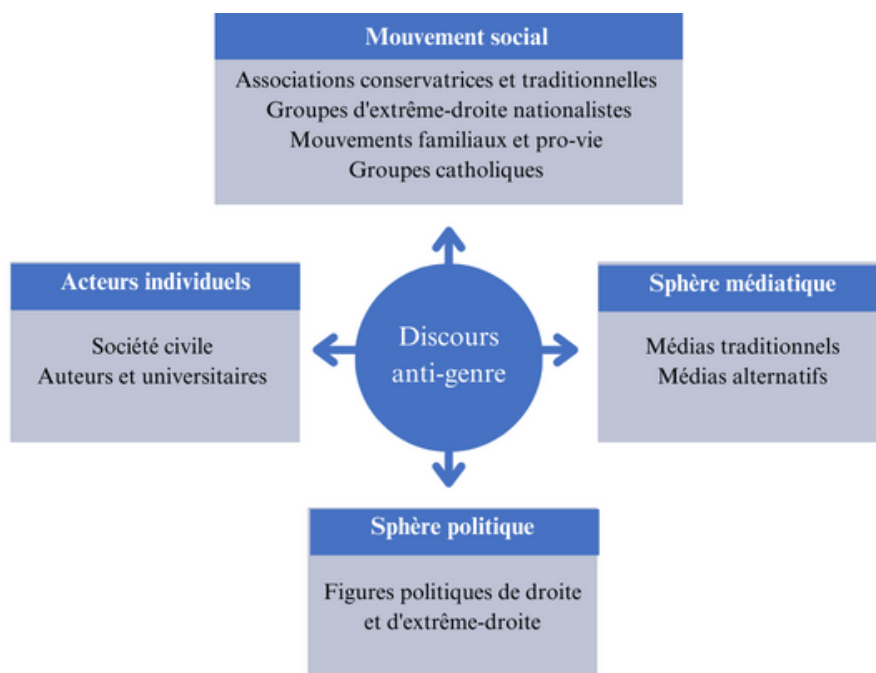 Mouvement social
Associations conservatrices et traditionnelles
Groupes d'extrême-droite nationalistes
Mouvements familiaux et pro-vie
Groupes catholiques
Acteurs individuels
Société civile
Auteurs et universitaires
Discours
anti-genre
Sphère médiatique
Médias traditionnels
Médias alternatifs
Sphère politique
Figures politiques de droite
et d'extrême-droite